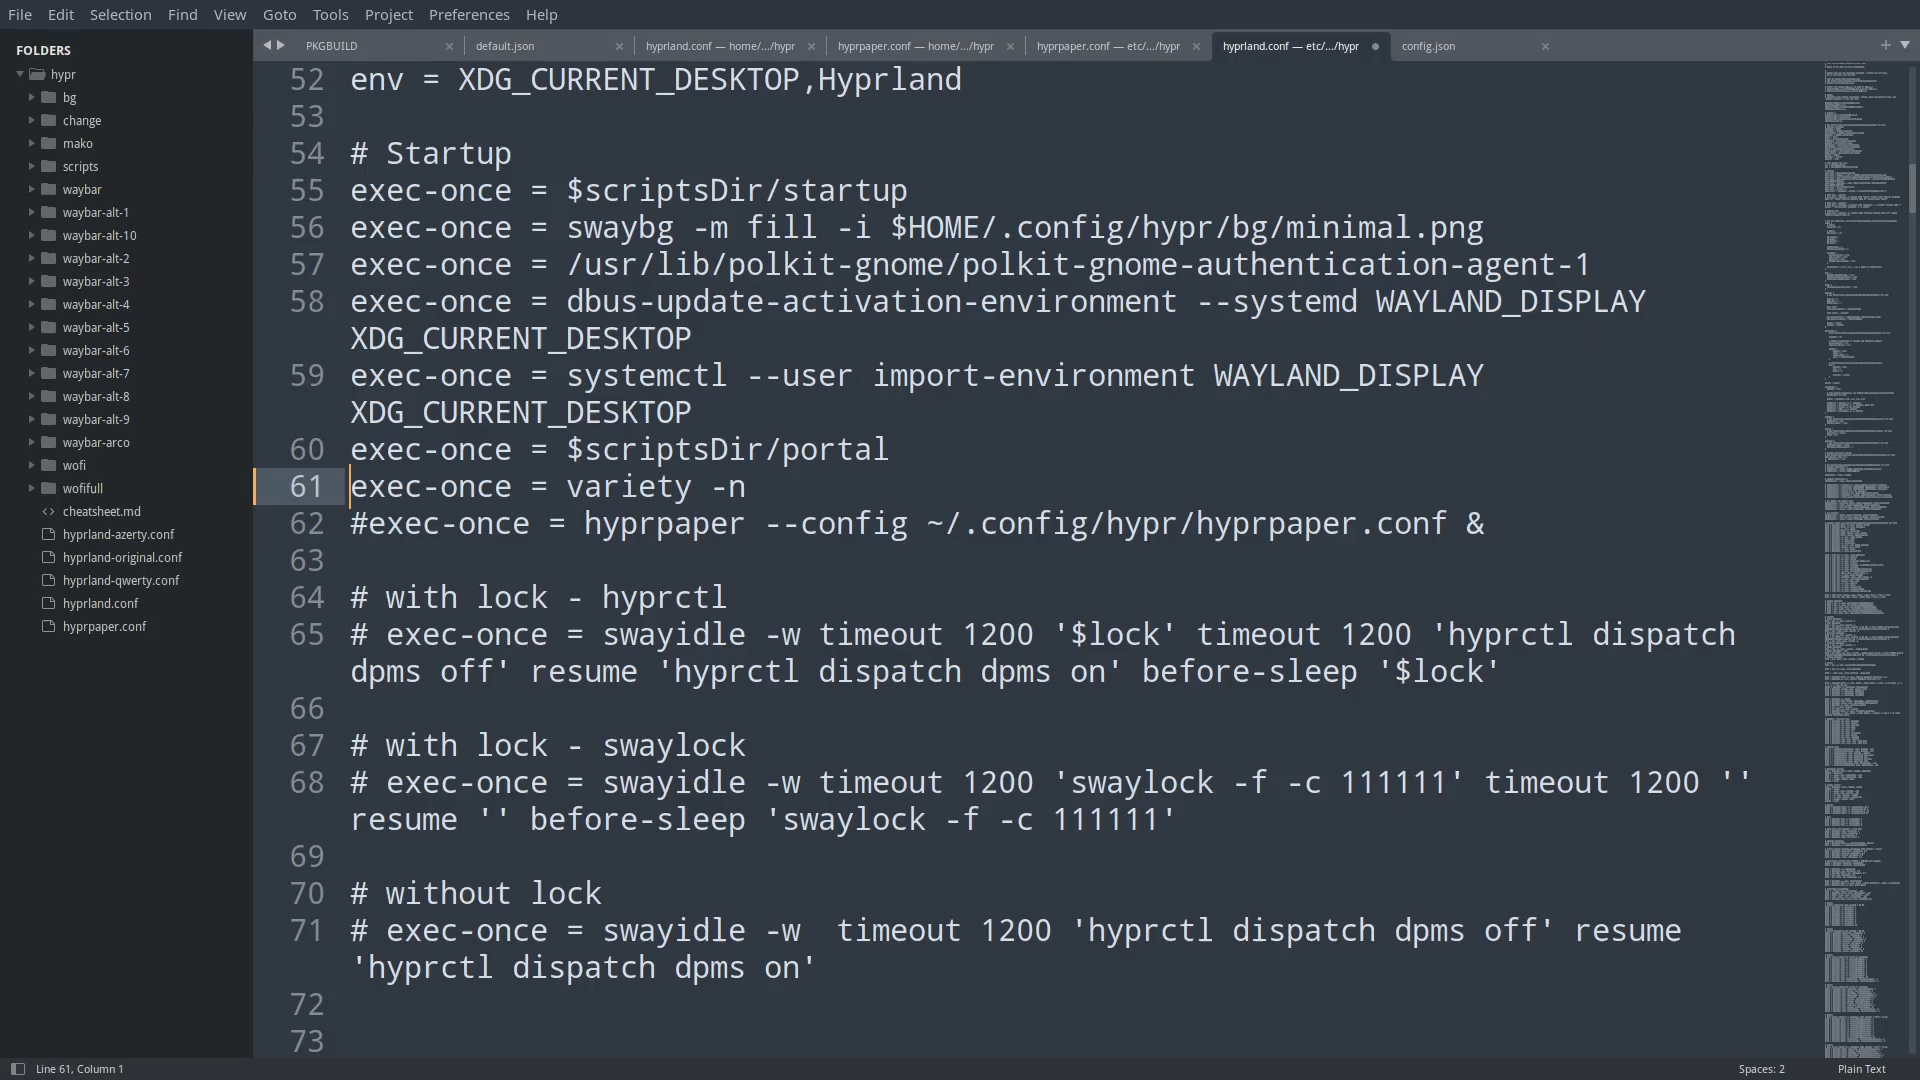 File Edit Selection Find View Goto Tools Project Preferences Help
FOLDERS
hypr
bg
change
mako
scripts
waybar
waybar-alt-1
waybar-alt-10
waybar-alt-2
waybar-alt-3
waybar-alt-4
waybar-alt-5
waybar-alt-6
waybar-alt-7
waybar-alt-8
waybar-alt-9
waybar-arco
wofi
wofifull
<> cheatsheet.md
hyprland-azerty.conf
hyprland-original.conf
hyprland-qwerty.conf
hyprland.conf
hyprpaper.conf
PKGBUILD × default.json × hyprland.conf — home/.../hypr × hyprpaper.conf — home/.../hypr × hyprpaper.conf — etc/.../hypr × hyprland.conf — etc/.../hypr config.json ×
52 env = XDG_CURRENT_DESKTOP,Hyprland
53
54 # Startup
55 exec-once = $scriptsDir/startup
56 exec-once = swaybg -m fill -i $HOME/.config/hypr/bg/minimal.png
57 exec-once = /usr/lib/polkit-gnome/polkit-gnome-authentication-agent-1
58 exec-once = dbus-update-activation-environment --systemd WAYLAND_DISPLAY
XDG_CURRENT_DESKTOP
59 exec-once = systemctl --user import-environment WAYLAND_DISPLAY
XDG_CURRENT_DESKTOP
60 exec-once = $scriptsDir/portal
61 exec-once = variety -n
62 #exec-once = hyprpaper --config ~/.config/hypr/hyprpaper.conf &
63
64 # with lock - hyprctl
65 # exec-once = swayidle -w timeout 1200 '$lock' timeout 1200 'hyprctl dispatch
dpms off' resume 'hyprctl dispatch dpms on' before-sleep '$lock'
66
67 # with lock - swaylock
68 # exec-once = swayidle -w timeout 1200 'swaylock -f -c 111111' timeout 1200 ''
resume '' before-sleep 'swaylock -f -c 111111'
69
70 # without lock
71 # exec-once = swayidle -w  timeout 1200 'hyprctl dispatch dpms off' resume
'hyprctl dispatch dpms on'
72
73
Line 61, Column 1 Spaces: 2 Plain Text